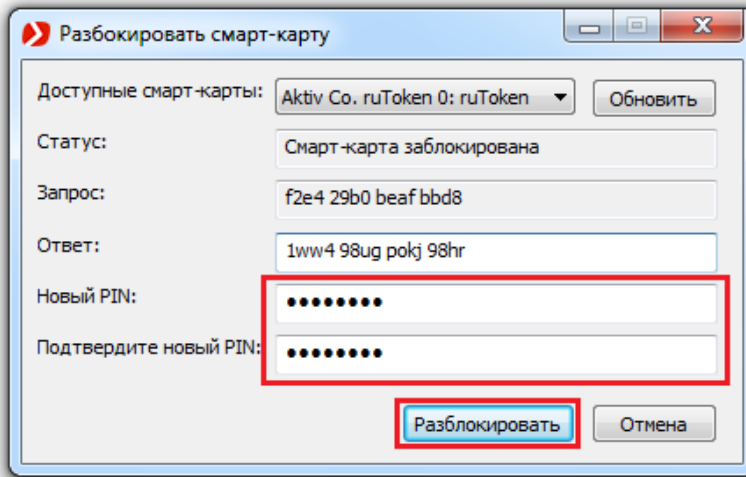 Разбокировать смарт-карту
Доступные смарт-карты: Aktiv Co. ruToken 0: ruToken Обновить
Статус: Смарт-карта заблокирована
Запрос: f2e4 29b0 beaf bbd8
Ответ: 1ww4 98ug pokj 98hr
Новый PIN: ●●●●●●●●
Подтвердите новый PIN: ●●●●●●●●
Разблокировать Отмена